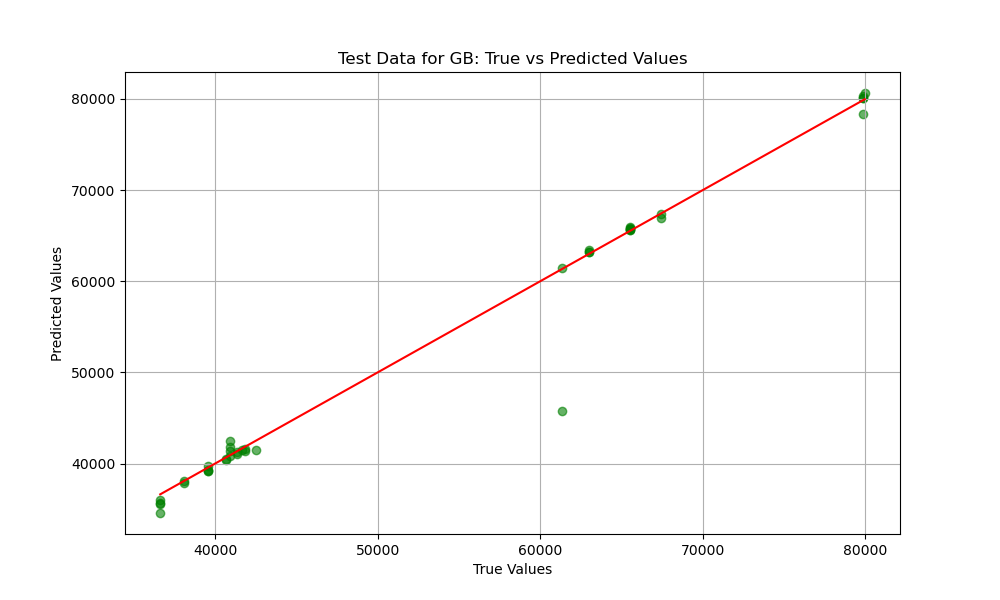 Test Data for GB: True vs Predicted Values
80000
70000
60000
50000
40000
Predicted Values
40000 50000 60000 70000 80000
True Values